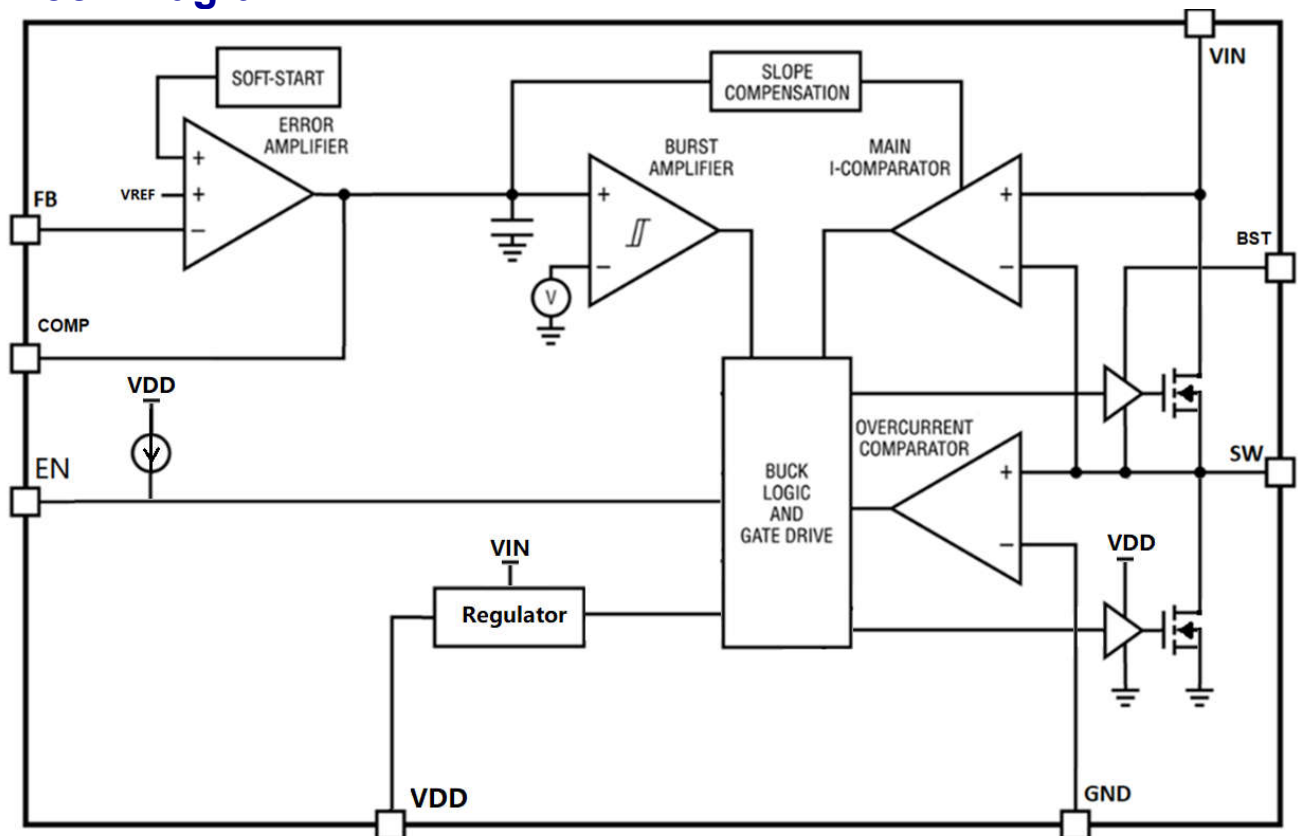 VIN
SOFT-START
SLOPE
COMPENSATION
ERROR
AMPLIFIER
BURST
AMPLIFIER
MAIN
I-COMPARATOR
+
VREF
+
FB
−
+
−
V
+
−
BST
COMP
VDD
EN
OVERCURRENT
COMPARATOR
+
−
SW
BUCK
LOGIC
AND
GATE DRIVE
VIN
VDD
Regulator
VDD
GND